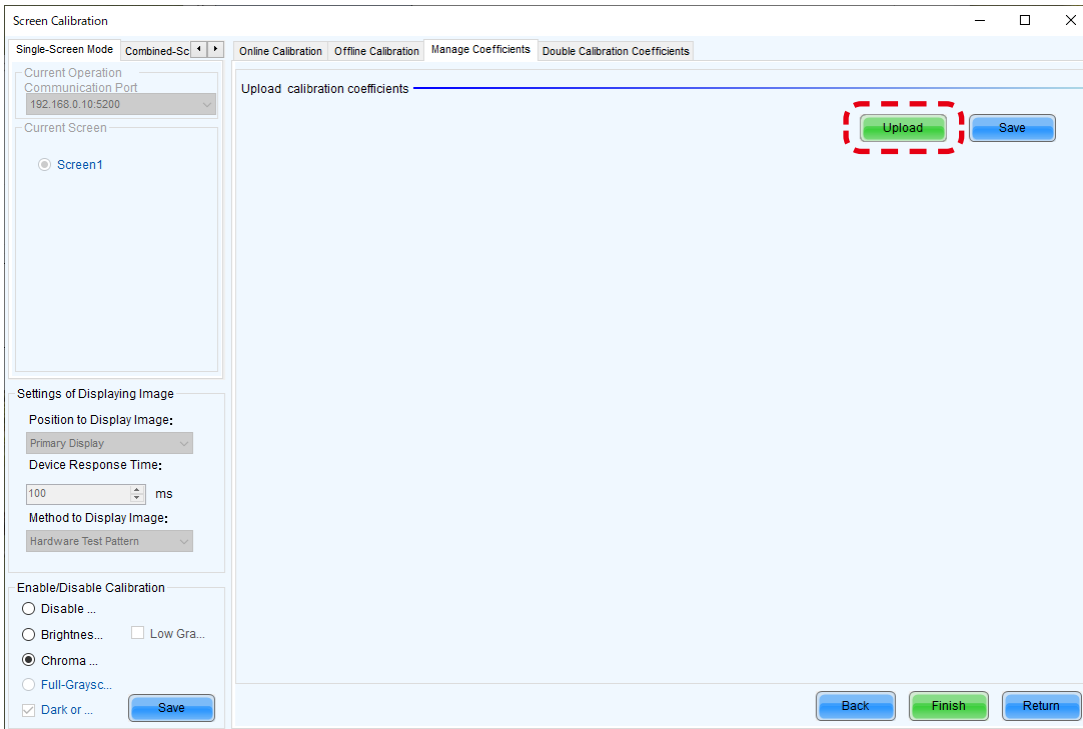 Screen Calibration
Single-Screen Mode
Combined-Sc
Current Operation
Communication Port
192.168.0.10:5200
Current Screen
Screen1
Settings of Displaying Image
Position to Display Image:
Primary Display
Device Response Time:
100 ms
Method to Display Image:
Hardware Test Pattern
Enable/Disable Calibration
Disable ...
Brightnes... Low Gra...
Chroma ...
Full-Graysc...
Dark or ... Save
Online Calibration Offline Calibration Manage Coefficients Double Calibration Coefficients
Upload calibration coefficients
Upload Save
Back Finish Return